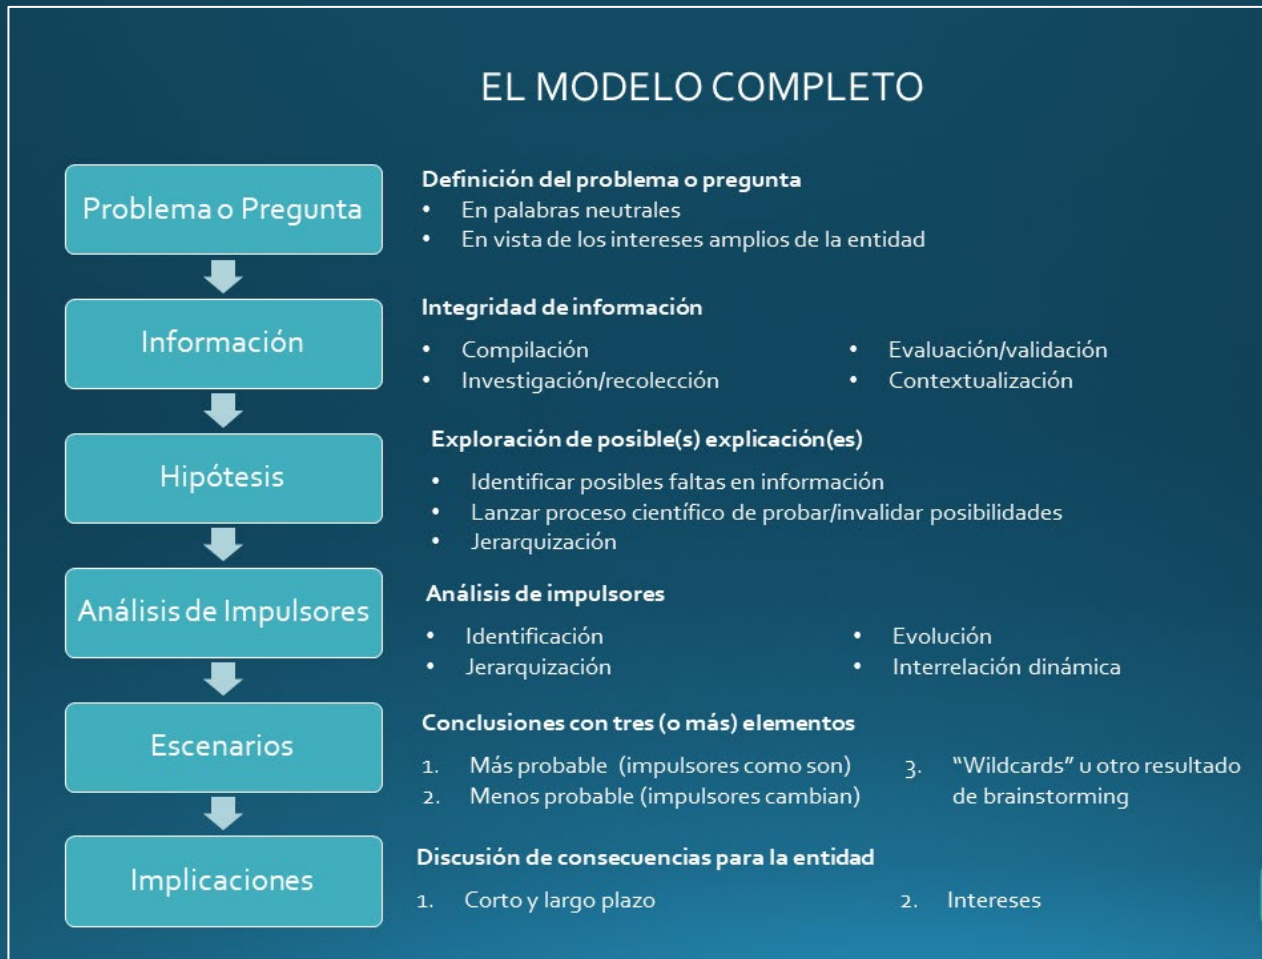 EL MODELO COMPLETO
Problema o Pregunta
Definición del problema o pregunta
• En palabras neutrales
• En vista de los intereses amplios de la entidad
Información
Integridad de información
• Compilación
• Investigación/recolección
• Evaluación/validación
• Contextualización
Hipótesis
Exploración de posible(s) explicación(es)
• Identificar posibles faltas en información
• Lanzar proceso científico de probar/invalidar posibilidades
• Jerarquización
Análisis de Impulsores
Análisis de impulsores
• Identificación
• Jerarquización
• Evolución
• Interrelación dinámica
Escenarios
Conclusiones con tres (o más) elementos
1. Más probable (impulsores como son)
2. Menos probable (impulsores cambian)
3. “Wildcards” u otro resultado
de brainstorming
Implicaciones
Discusión de consecuencias para la entidad
1. Corto y largo plazo
2. Intereses